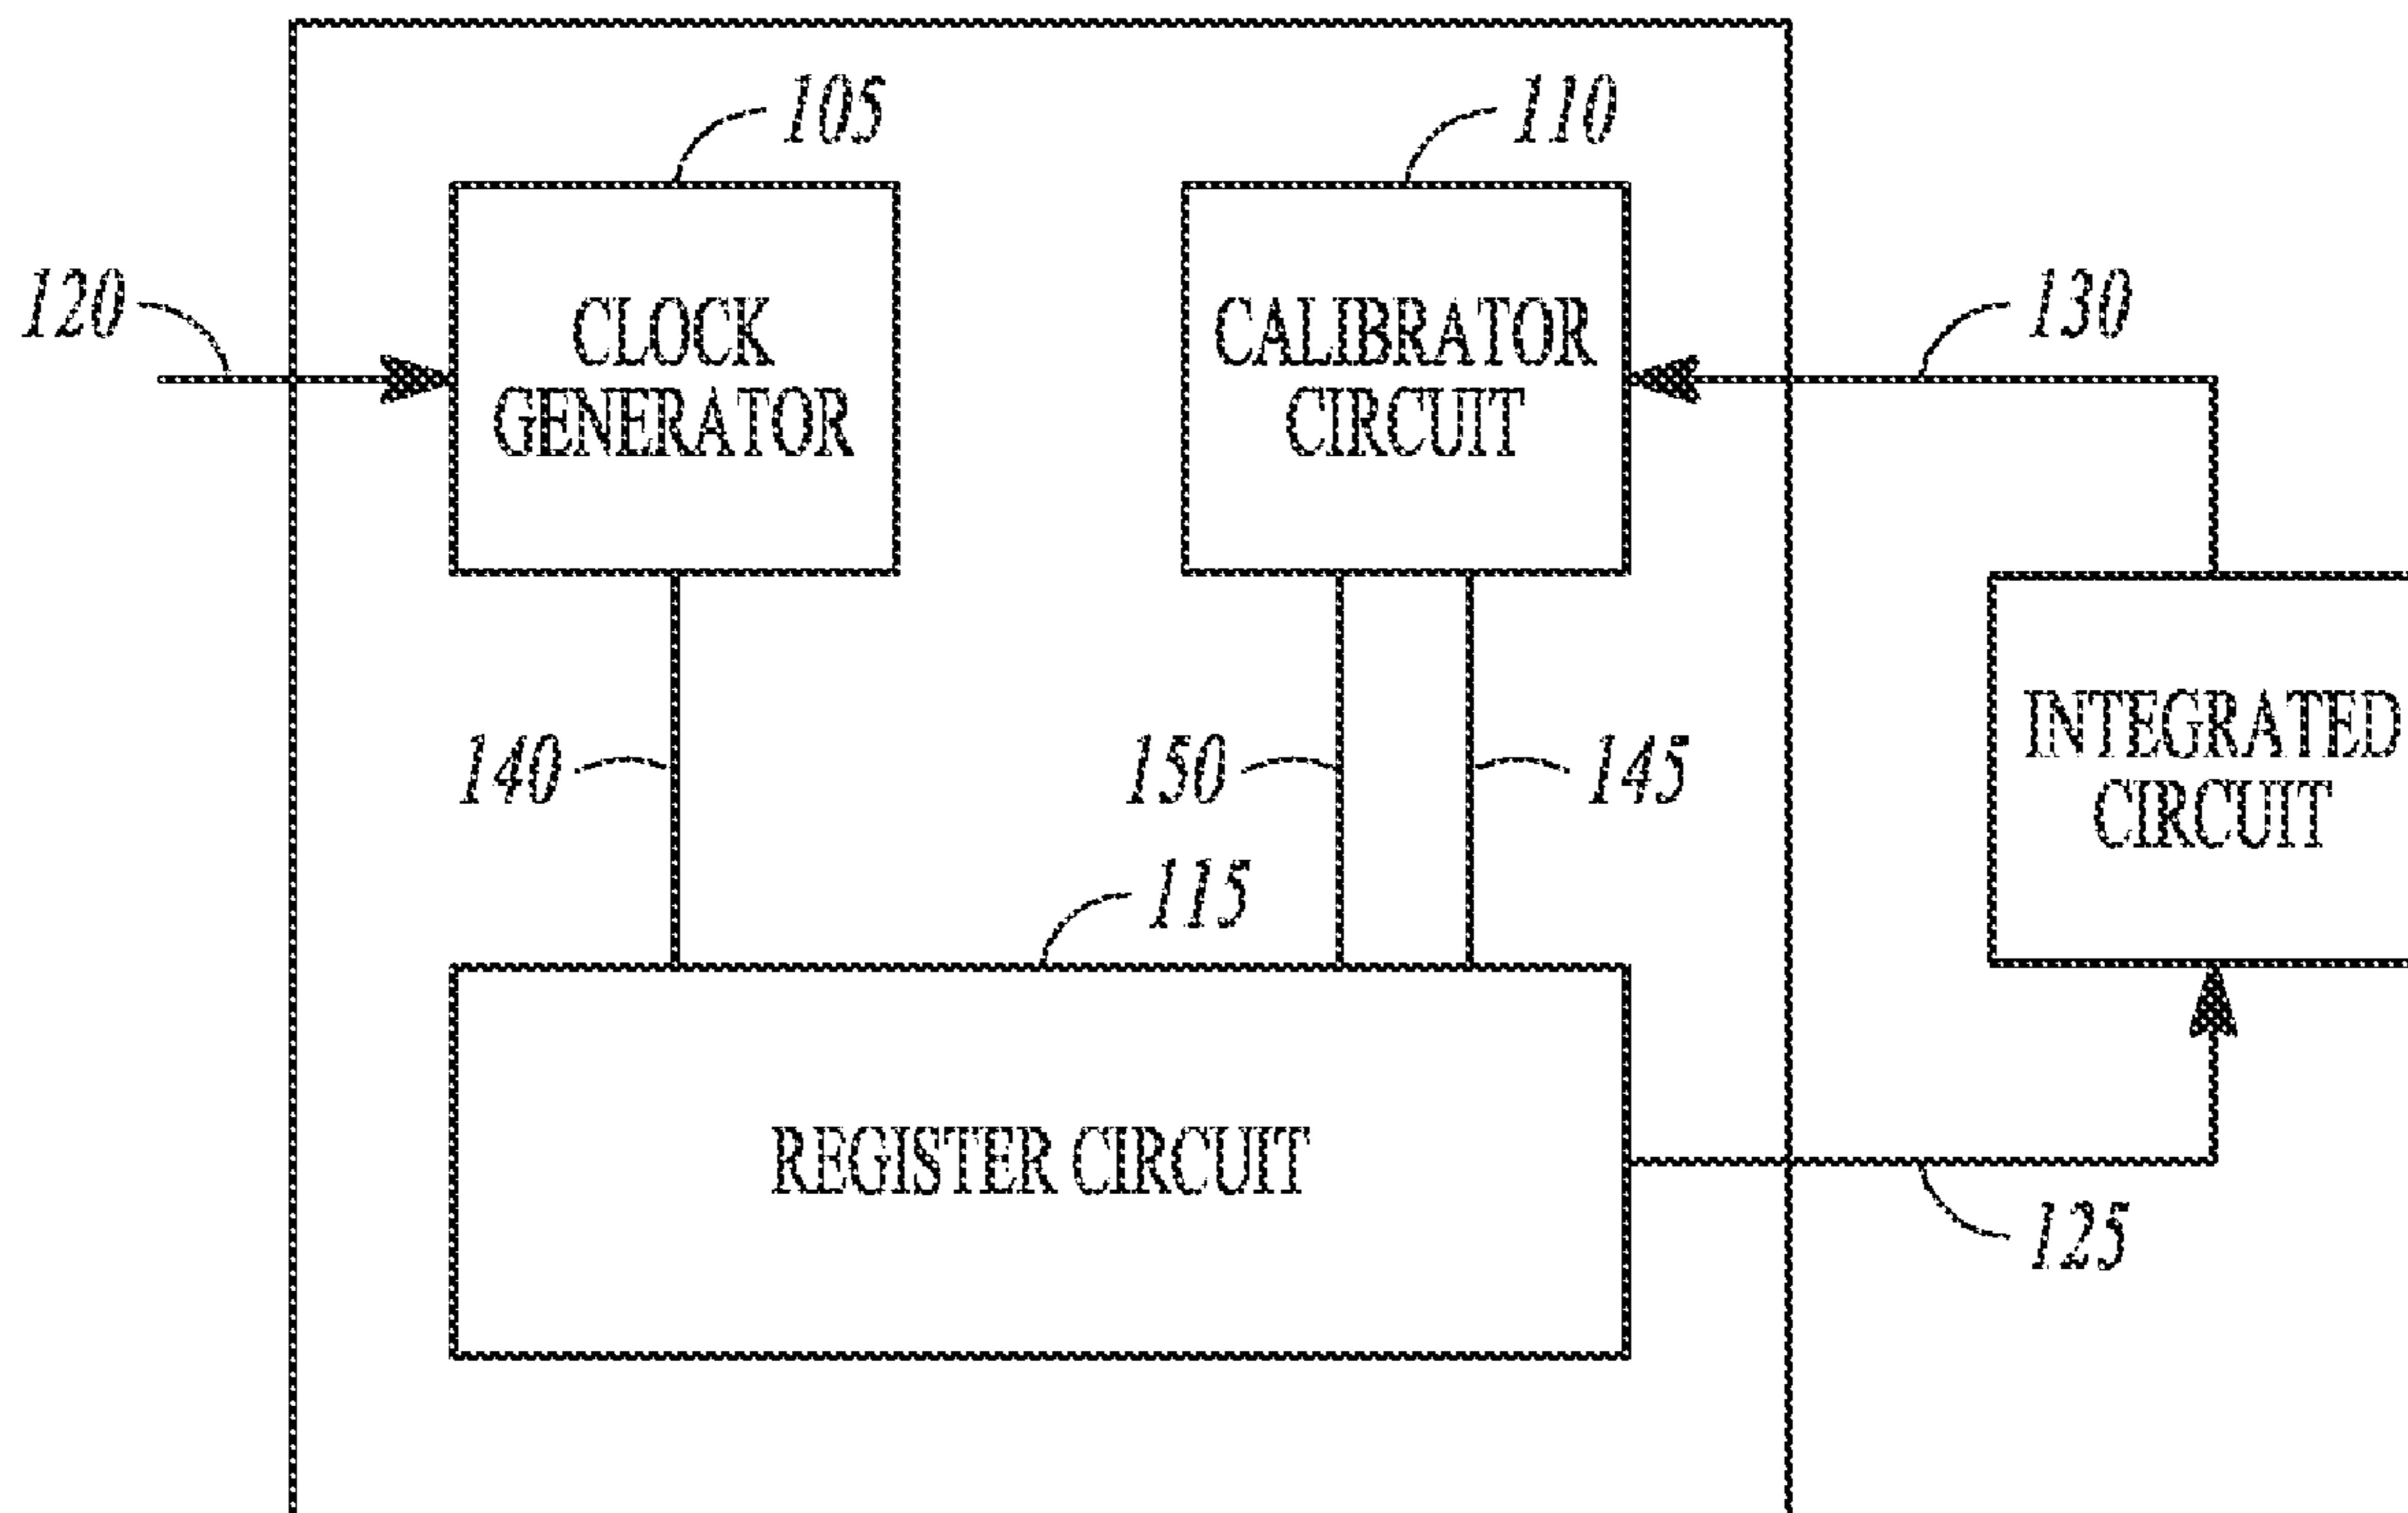 105
110
120
CLOCK
GENERATOR
CALIBRATOR
CIRCUIT
130
140
150
145
INTEGRATED
CIRCUIT
115
REGISTER CIRCUIT
125